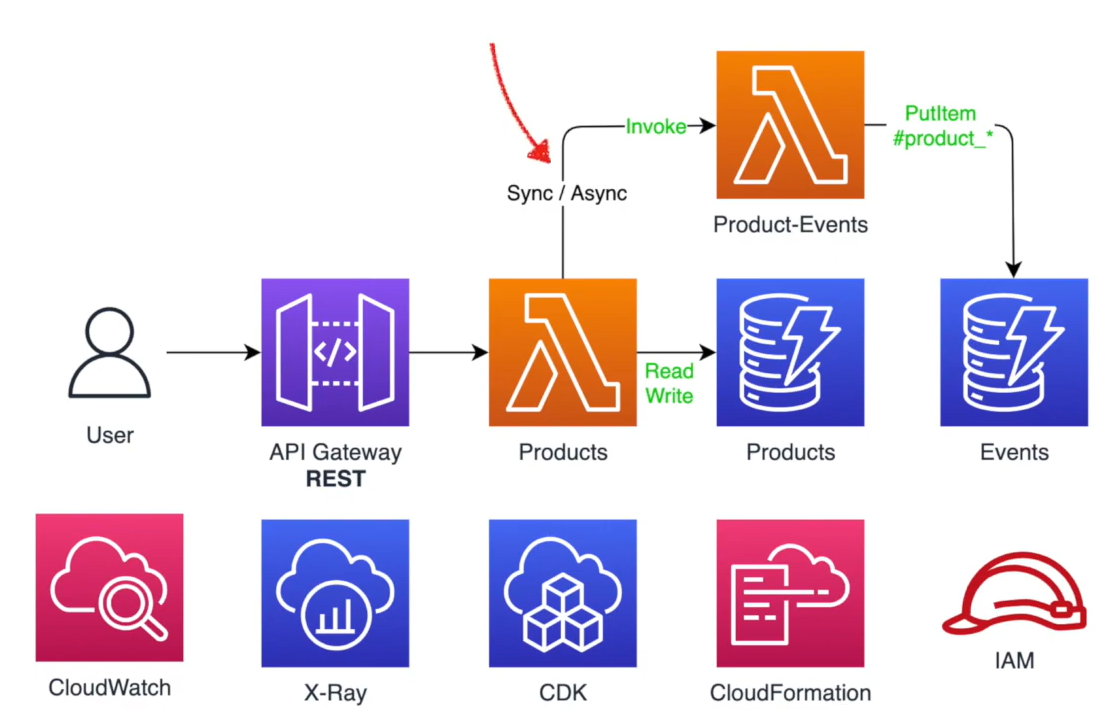 Invoke
PutItem
#product_*
Sync / Async
Product-Events
</>
Read
Write
User
API Gateway
REST
Products
Products
Events
CloudWatch
X-Ray
CDK
CloudFormation
IAM